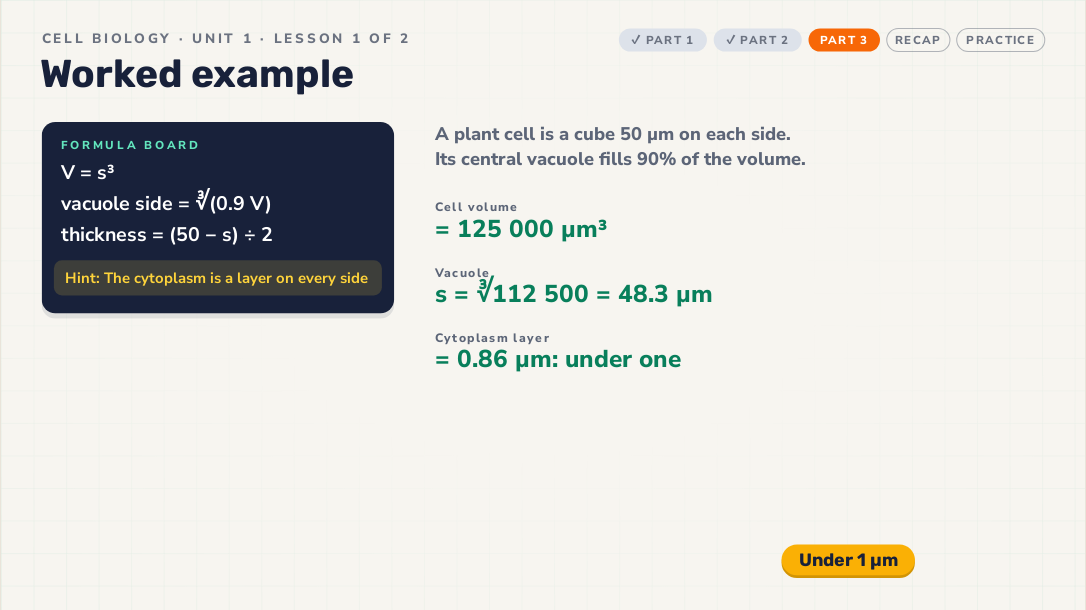 CELL BIOLOGY · UNIT 1 · LESSON 1 OF 2
✓ PART 1
✓ PART 2
PART 3
RECAP
PRACTICE
Worked example
FORMULA BOARD
V = s³
vacuole side = ∛(0.9 V)
thickness = (50 − s) ÷ 2
Hint: The cytoplasm is a layer on every side
A plant cell is a cube 50 µm on each side.
Its central vacuole fills 90% of the volume.
Cell volume
= 125 000 µm³
Vacuole
s = ∛112 500 = 48.3 µm
Cytoplasm layer
= 0.86 µm: under one
Under 1 µm